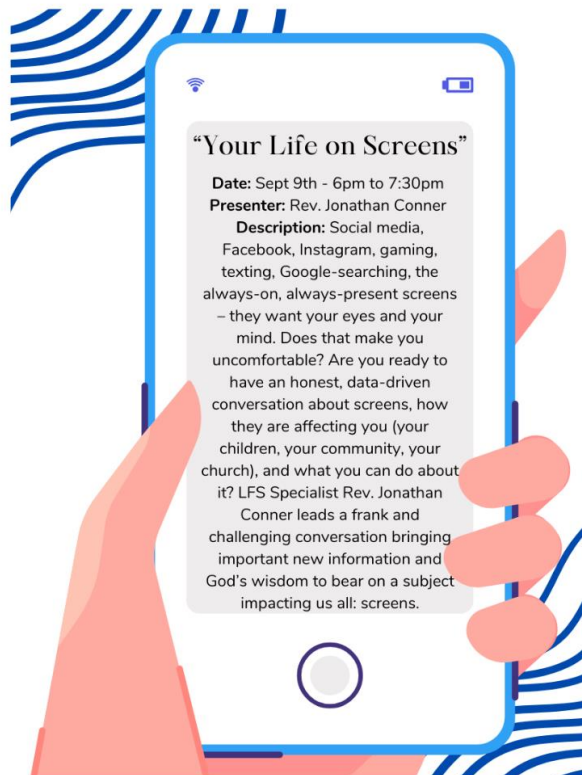 “Your Life on Screens”
Date: Sept 9th - 6pm to 7:30pm
Presenter: Rev. Jonathan Conner
Description: Social media,
Facebook, Instagram, gaming,
texting, Google-searching, the
always-on, always-present screens
– they want your eyes and your
mind. Does that make you
uncomfortable? Are you ready to
have an honest, data-driven
conversation about screens, how
they are affecting you (your
children, your community, your
church), and what you can do about
it? LFS Specialist Rev. Jonathan
Conner leads a frank and
challenging conversation bringing
important new information and
God’s wisdom to bear on a subject
impacting us all: screens.